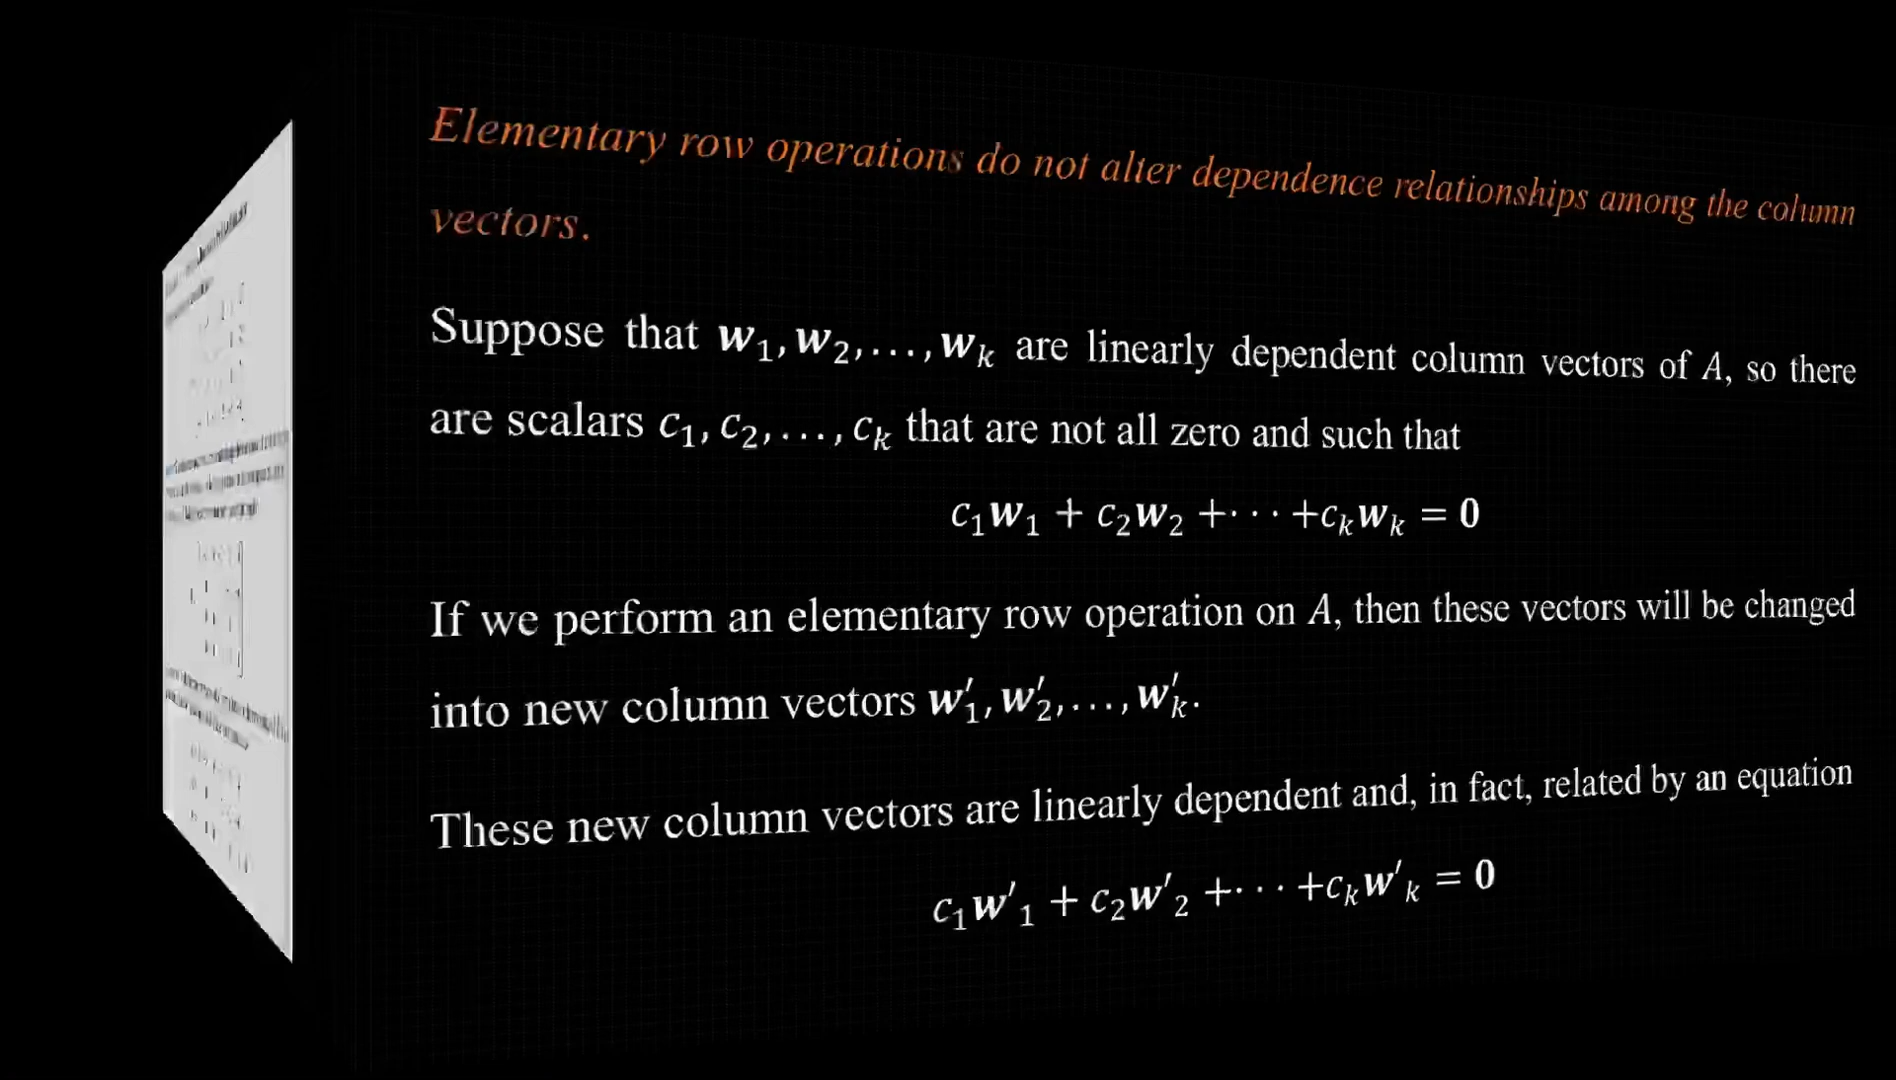 Elementary row operations do not alter dependence relationships among the column
vectors.
Suppose that w₁, w₂, . . . , wₖ are linearly dependent column vectors of A, so there
are scalars c₁, c₂, . . . , cₖ that are not all zero and such that
c₁w₁ + c₂w₂ +· · · +cₖwₖ = 0
If we perform an elementary row operation on A, then these vectors will be changed
into new column vectors w′₁, w′₂, . . . , w′ₖ.
These new column vectors are linearly dependent and, in fact, related by an equation
c₁w′₁ + c₂w′₂ +· · · +cₖw′ₖ = 0